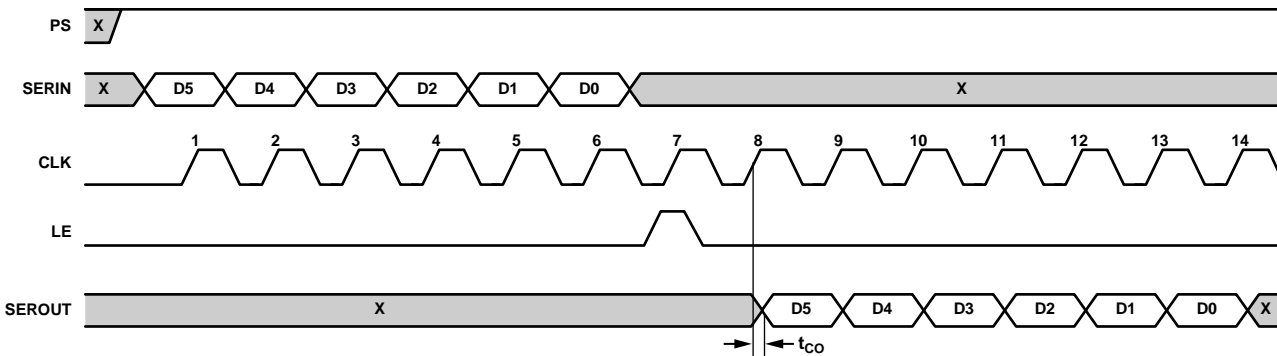 PS X
SERIN X D5 D4 D3 D2 D1 D0 X
CLK 1 2 3 4 5 6 7 8 9 10 11 12 13 14
LE
SEROUT X D5 D4 D3 D2 D1 D0 X
tCO